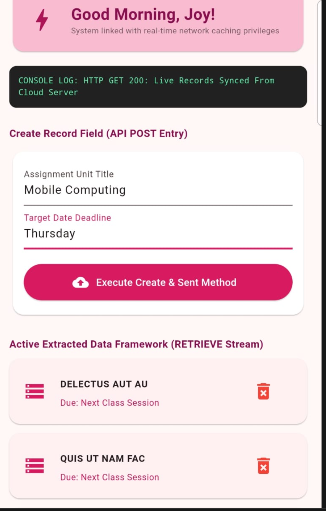 Good Morning, Joy!
System linked with real-time network caching privileges
CONSOLE LOG: HTTP GET 200: Live Records Synced From
Cloud Server
Create Record Field (API POST Entry)
Assignment Unit Title
Mobile Computing
Target Date Deadline
Thursday
Execute Create & Sent Method
Active Extracted Data Framework (RETRIEVE Stream)
DELECTUS AUT AU
Due: Next Class Session
QUIS UT NAM FAC
Due: Next Class Session